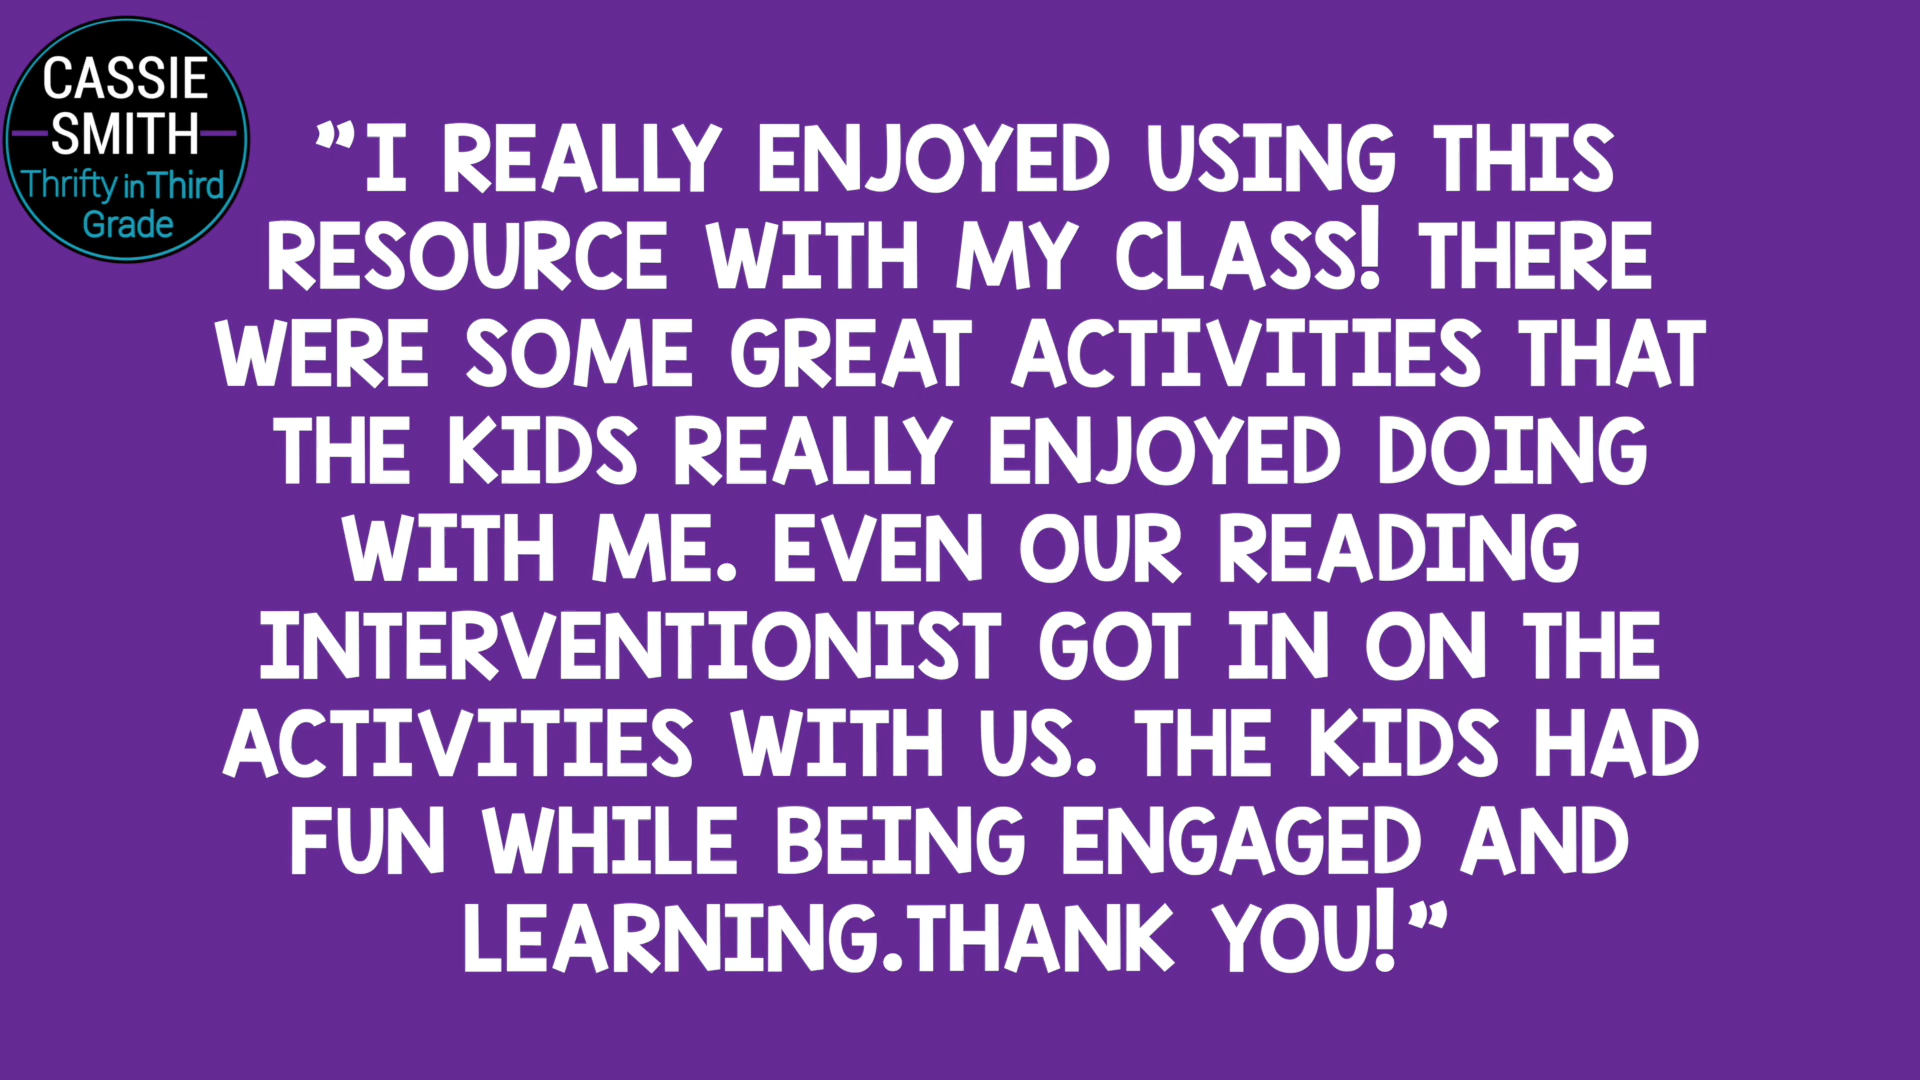 CASSIE
SMITH
Thrifty in Third
Grade
"I REALLY ENJOYED USING THIS
RESOURCE WITH MY CLASS! THERE
WERE SOME GREAT ACTIVITIES THAT
THE KIDS REALLY ENJOYED DOING
WITH ME. EVEN OUR READING
INTERVENTIONIST GOT IN ON THE
ACTIVITIES WITH US. THE KIDS HAD
FUN WHILE BEING ENGAGED AND
LEARNING.THANK YOU!"